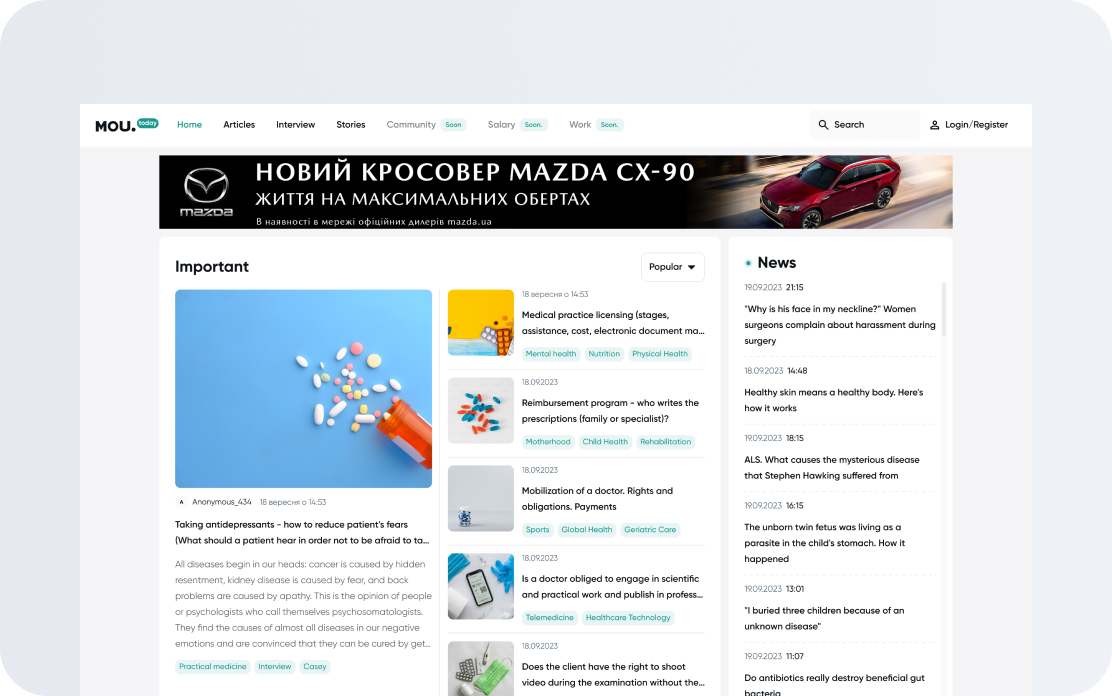 MOU. today
Home Articles Interview Stories Community Soon Salary Soon. Work Soon. Search Login/Register
НОВИЙ КРОСОВЕР MAZDA CX-90
ЖИТТЯ НА МАКСИМАЛЬНИХ ОБЕРТАХ
В наявності в мережі офіційних дилерів mazda.ua
mazda
Important
Popular
A Anonymous_434 18 вересня о 14:53
Taking antidepressants - how to reduce patient's fears
(What should a patient hear in order not to be afraid to ta...
All diseases begin in our heads: cancer is caused by hidden
resentment, kidney disease is caused by fear, and back
problems are caused by apathy. This is the opinion of people
or psychologists who call themselves psychosomatologists.
They find the causes of almost all diseases in our negative
emotions and are convinced that they can be cured by get...
Practical medicine Interview Casey
18 вересня о 14:53
Medical practice licensing (stages,
assistance, cost, electronic document ma...
Mental health Nutrition Physical Health
18.09.2023
Reimbursement program - who writes the
prescriptions (family or specialist)?
Motherhood Child Health Rehabilitation
18.09.2023
Mobilization of a doctor. Rights and
obligations. Payments
Sports Global Health Geriatric Care
18.09.2023
Is a doctor obliged to engage in scientific
and practical work and publish in profess...
Telemedicine Healthcare Technology
18.09.2023
Does the client have the right to shoot
video during the examination without the...
News
19.09.2023 21:15
"Why is his face in my neckline?" Women
surgeons complain about harassment during
surgery
18.09.2023 14:48
Healthy skin means a healthy body. Here's
how it works
19.09.2023 18:15
ALS. What causes the mysterious disease
that Stephen Hawking suffered from
19.09.2023 16:15
The unborn twin fetus was living as a
parasite in the child's stomach. How it
happened
19.09.2023 13:01
"I buried three children because of an
unknown disease"
19.09.2023 11:07
Do antibiotics really destroy beneficial gut
bacteria